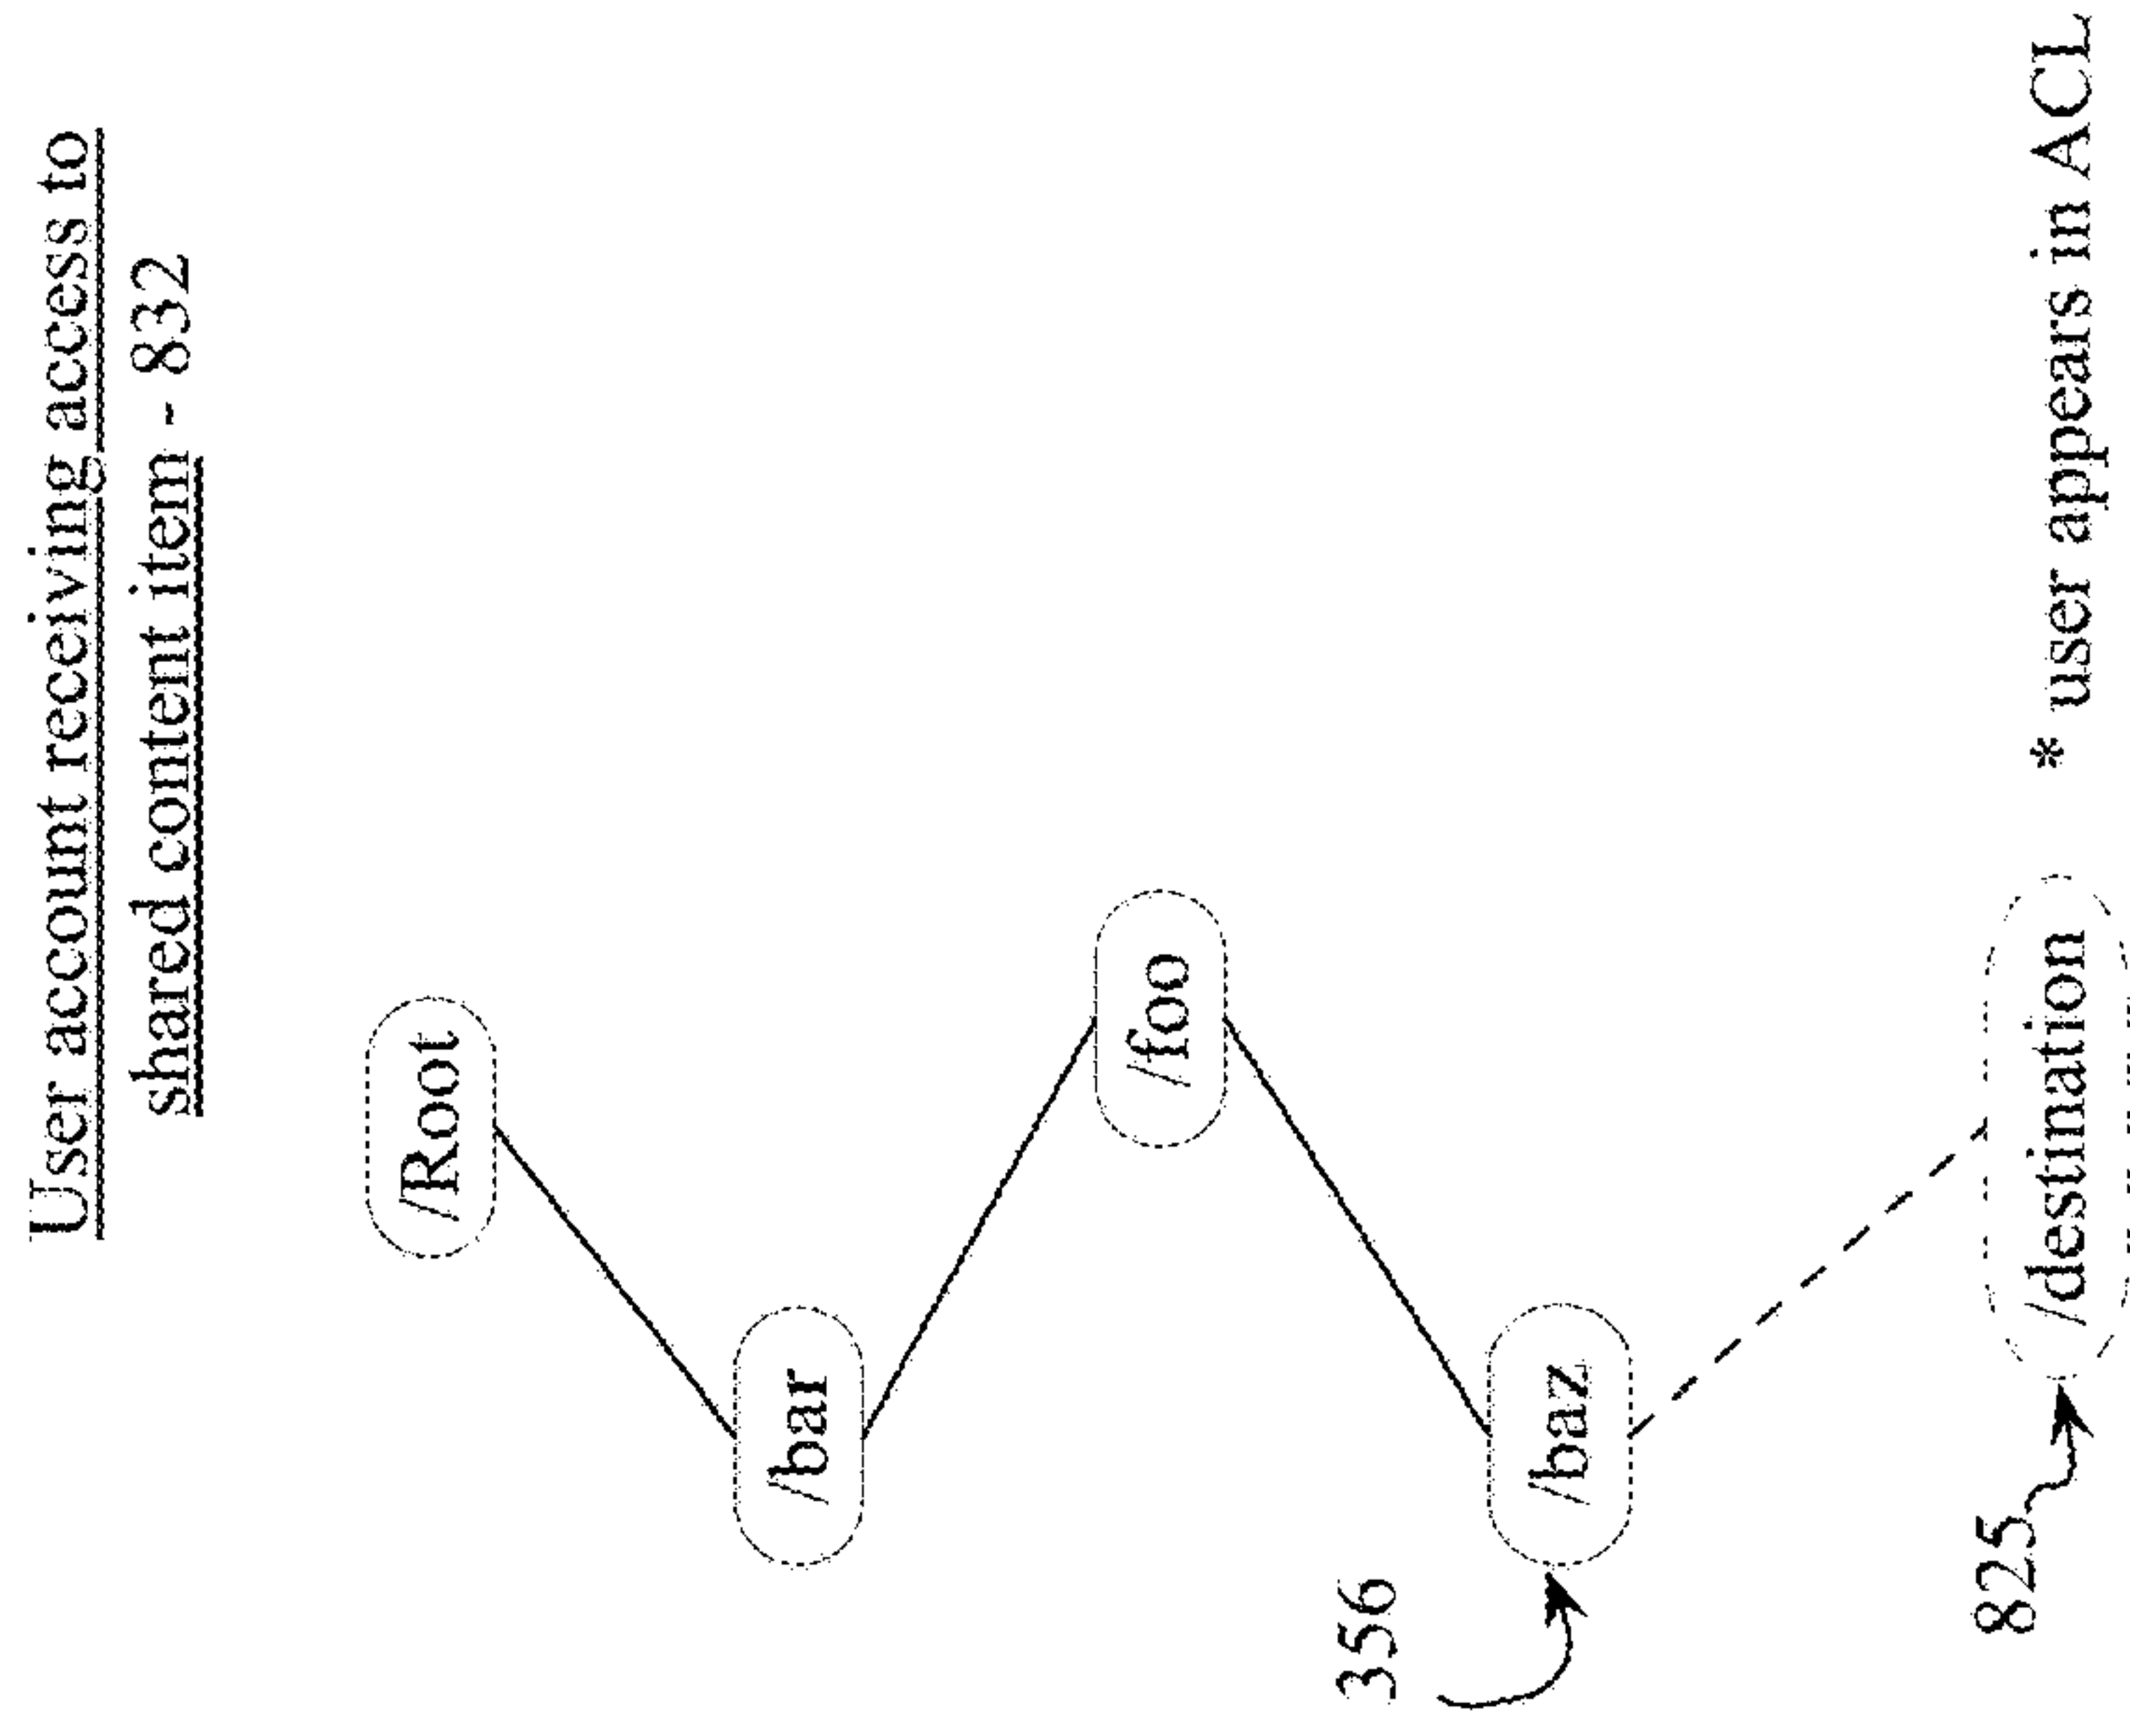 User account receiving access to
shared content item - 832
/Root
/bar
/foo
356
/baz
825
/destination
* user appears in ACL